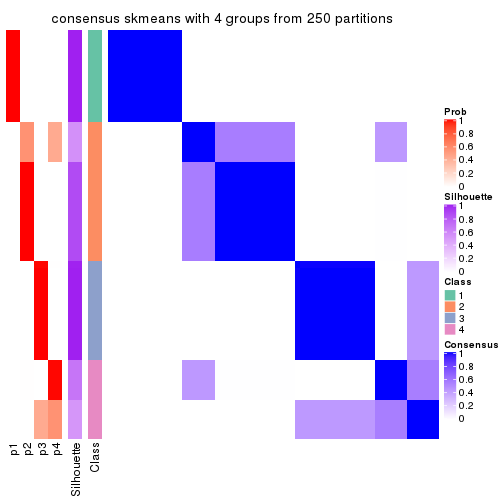 consensus skmeans with 4 groups from 250 partitions
Prob
1
0.8
0.6
0.4
0.2
0
Silhouette
1
0.8
0.6
0.4
0.2
0
Class
1
2
3
4
Consensus
1
0.8
0.6
0.4
0.2
0
p1
p2
p3
p4
Silhouette
Class